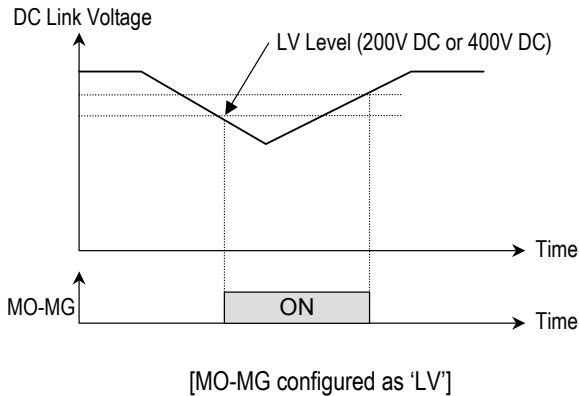 DC Link Voltage
LV Level (200V DC or 400V DC)
Time
MO-MG
ON
Time
[MO-MG configured as 'LV']